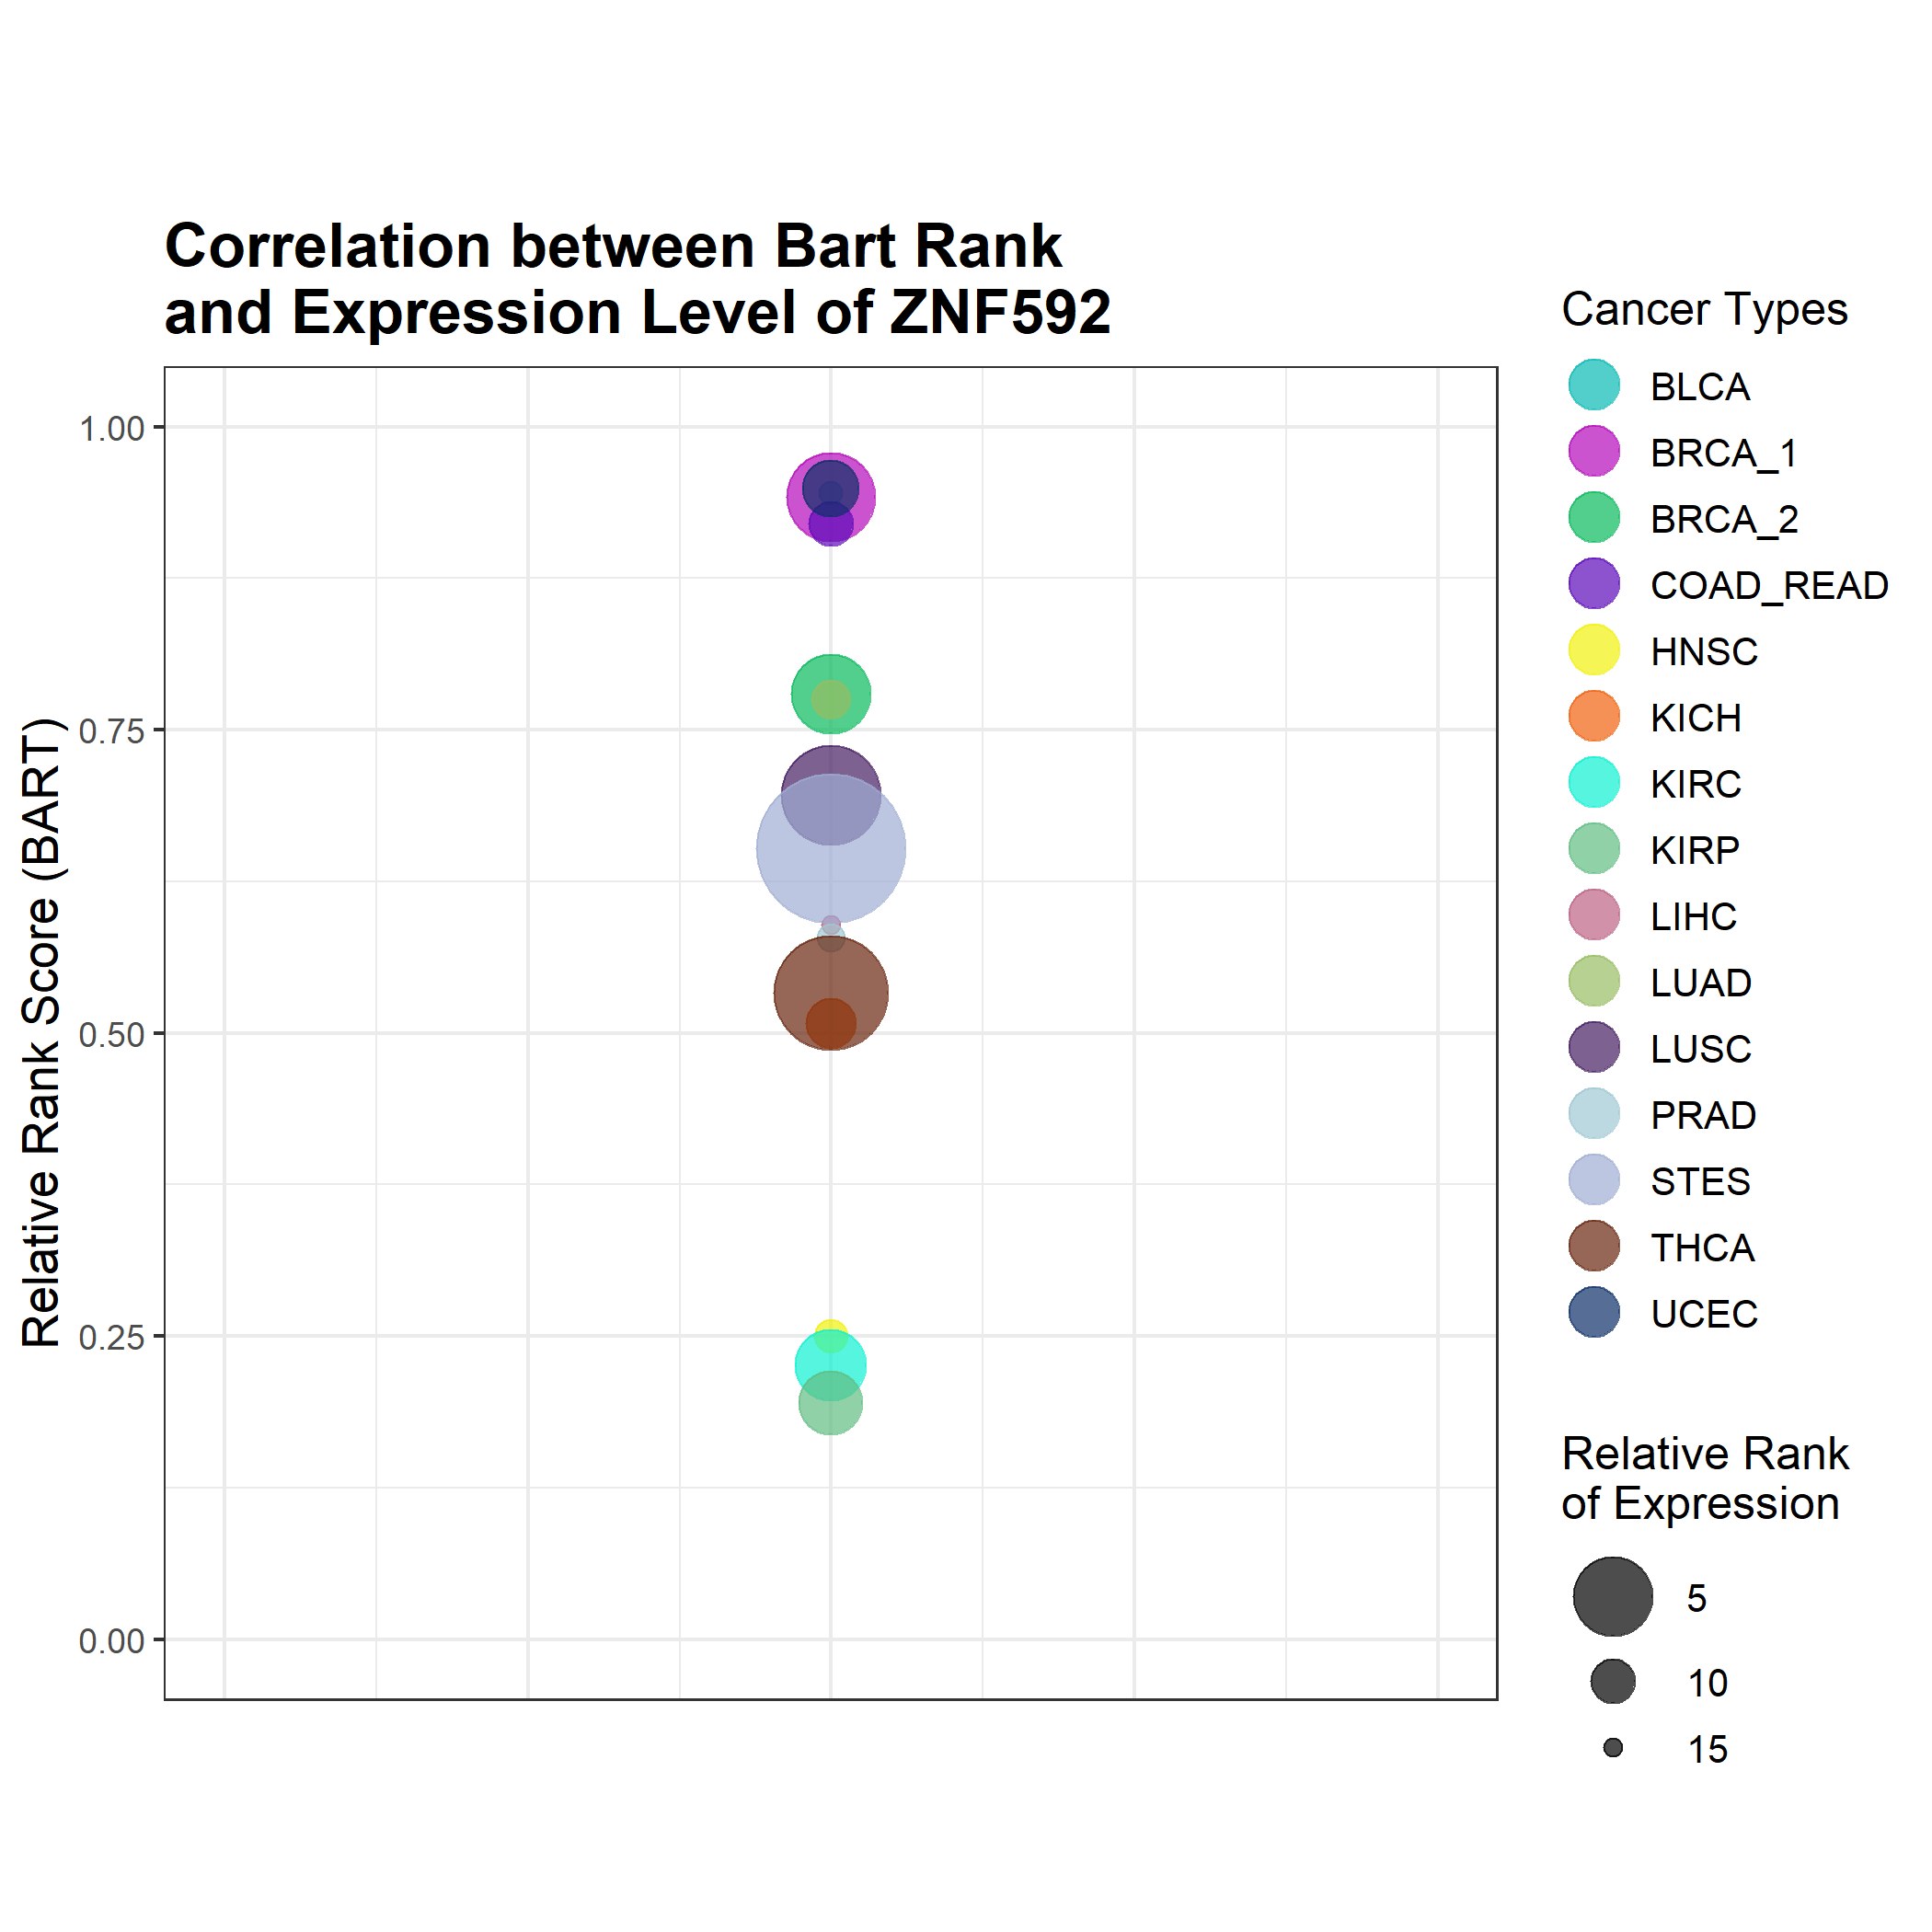 Correlation between Bart Rank
and Expression Level of ZNF592
Relative Rank Score (BART)
1.00
0.75
0.50
0.25
0.00
Cancer Types
BLCA
BRCA_1
BRCA_2
COAD_READ
HNSC
KICH
KIRC
KIRP
LIHC
LUAD
LUSC
PRAD
STES
THCA
UCEC
Relative Rank
of Expression
5
10
15